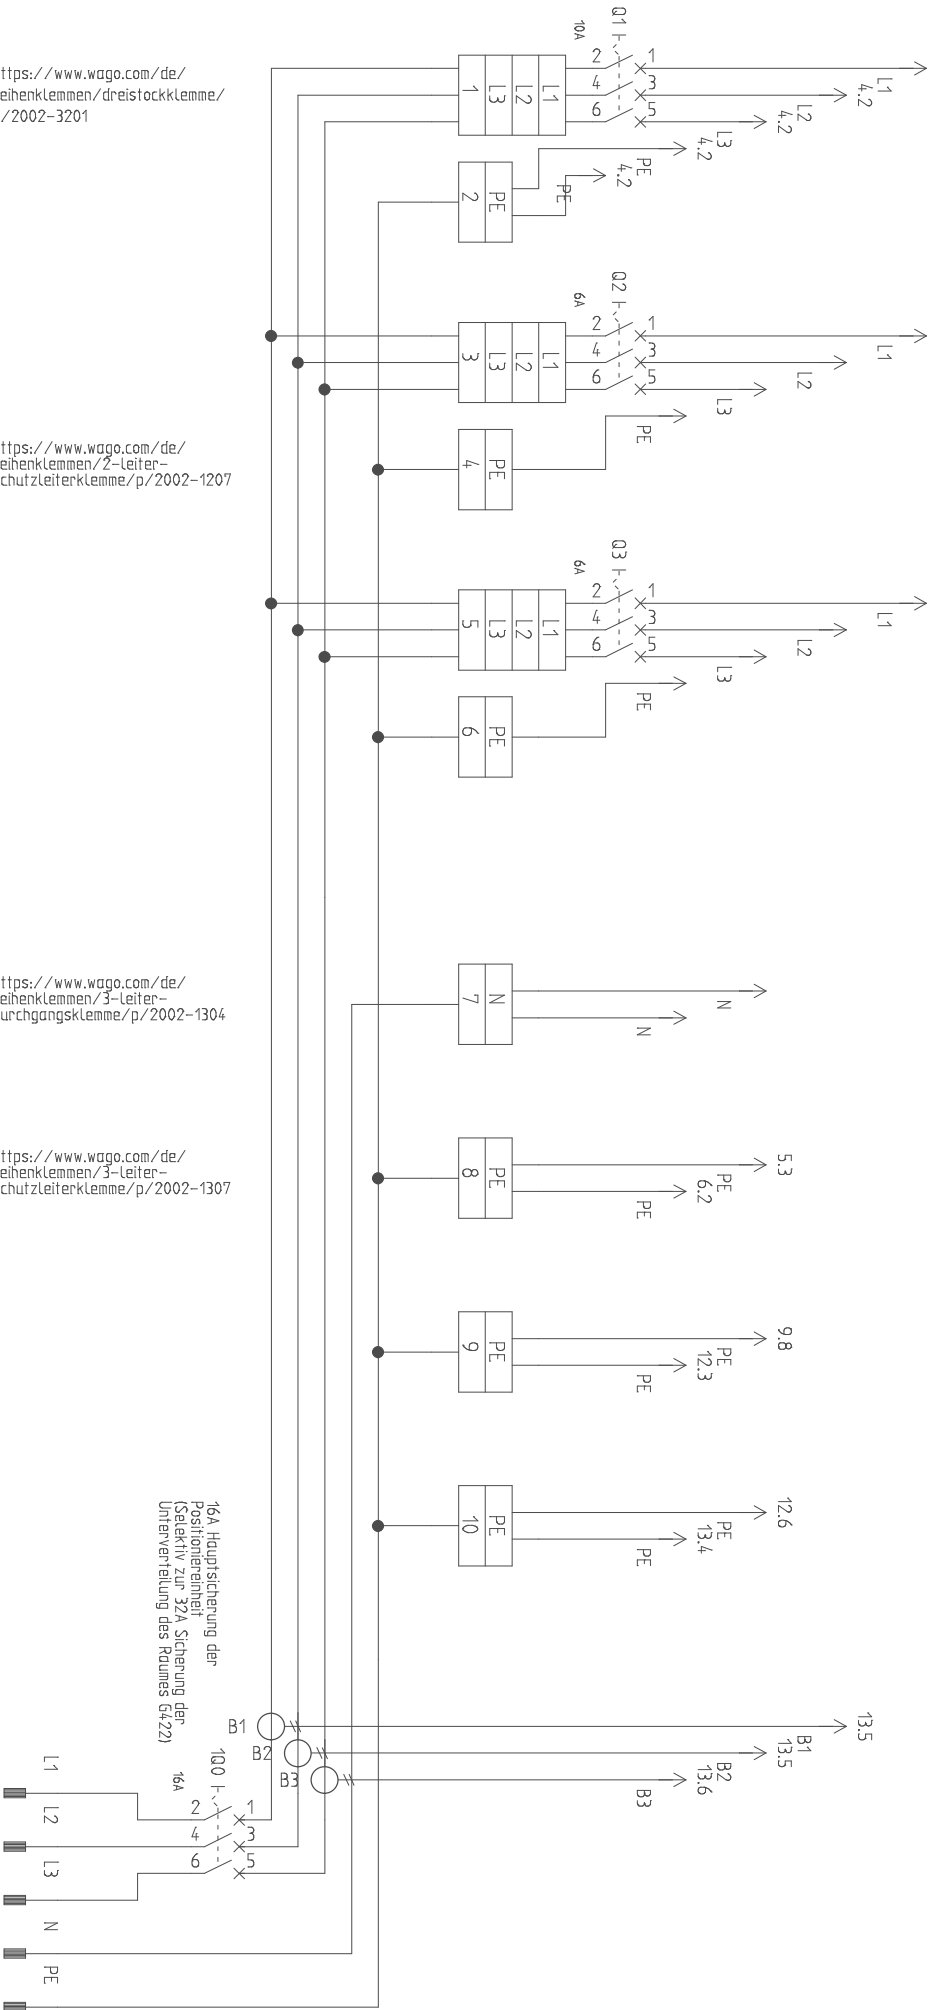 Q1
10A
2 1
4 3
6 5
1 L3 L2 L1
L1
4.2
L2
4.2
L3
4.2
PE
4.2
PE
2 PE
ttps://www.wago.com/de/
eihenklemmen/dreistockklemme/
/2002-3201
Q2
6A
2 1
4 3
6 5
3 L3 L2 L1
L1
L2
L3
PE
4 PE
ttps://www.wago.com/de/
eihenklemmen/2-Leiter-
chutzleiterklemme/p/2002-1207
Q3
6A
2 1
4 3
6 5
5 L3 L2 L1
L1
L2
L3
PE
6 PE
ttps://www.wago.com/de/
eihenklemmen/3-Leiter-
urchgangsklemme/p/2002-1304
7 N
N
N
ttps://www.wago.com/de/
eihenklemmen/3-Leiter-
chutzleiterklemme/p/2002-1307
8 PE
5.3
PE
6.2
PE
9 PE
9.8
PE
12.3
PE
10 PE
12.6
PE
13.4
PE
16A Hauptsicherung der
Positioniereinheit
(Selektiv zur 32A Sicherung der
Unterverteilung des Raumes G422)
B1
B2
B3
13.5
B1
13.5
B2
13.6
B3
1Q0
16A
2 1
4 3
6 5
L1
L2
L3
N
PE